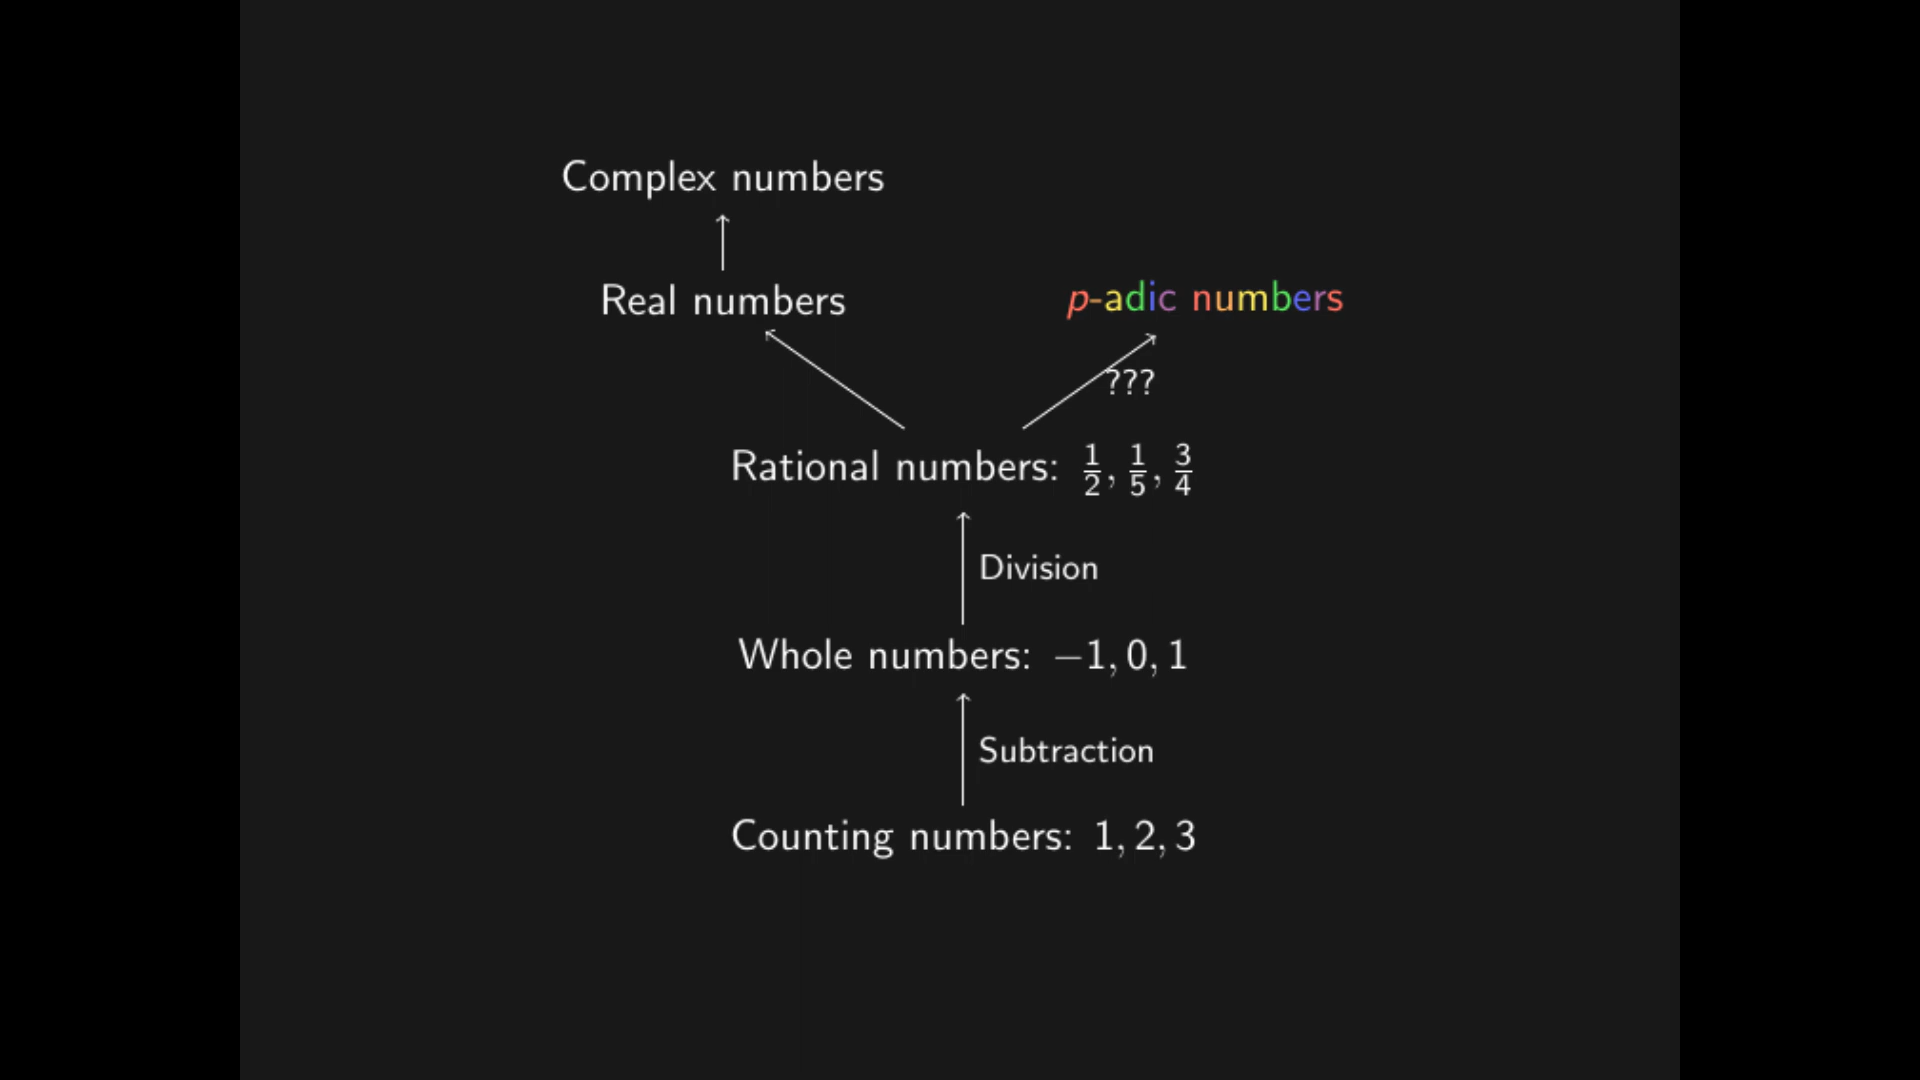 Complex numbers
Real numbers
p-adic numbers
???
Rational numbers: 1/2, 1/5, 3/4
Division
Whole numbers: −1, 0, 1
Subtraction
Counting numbers: 1, 2, 3